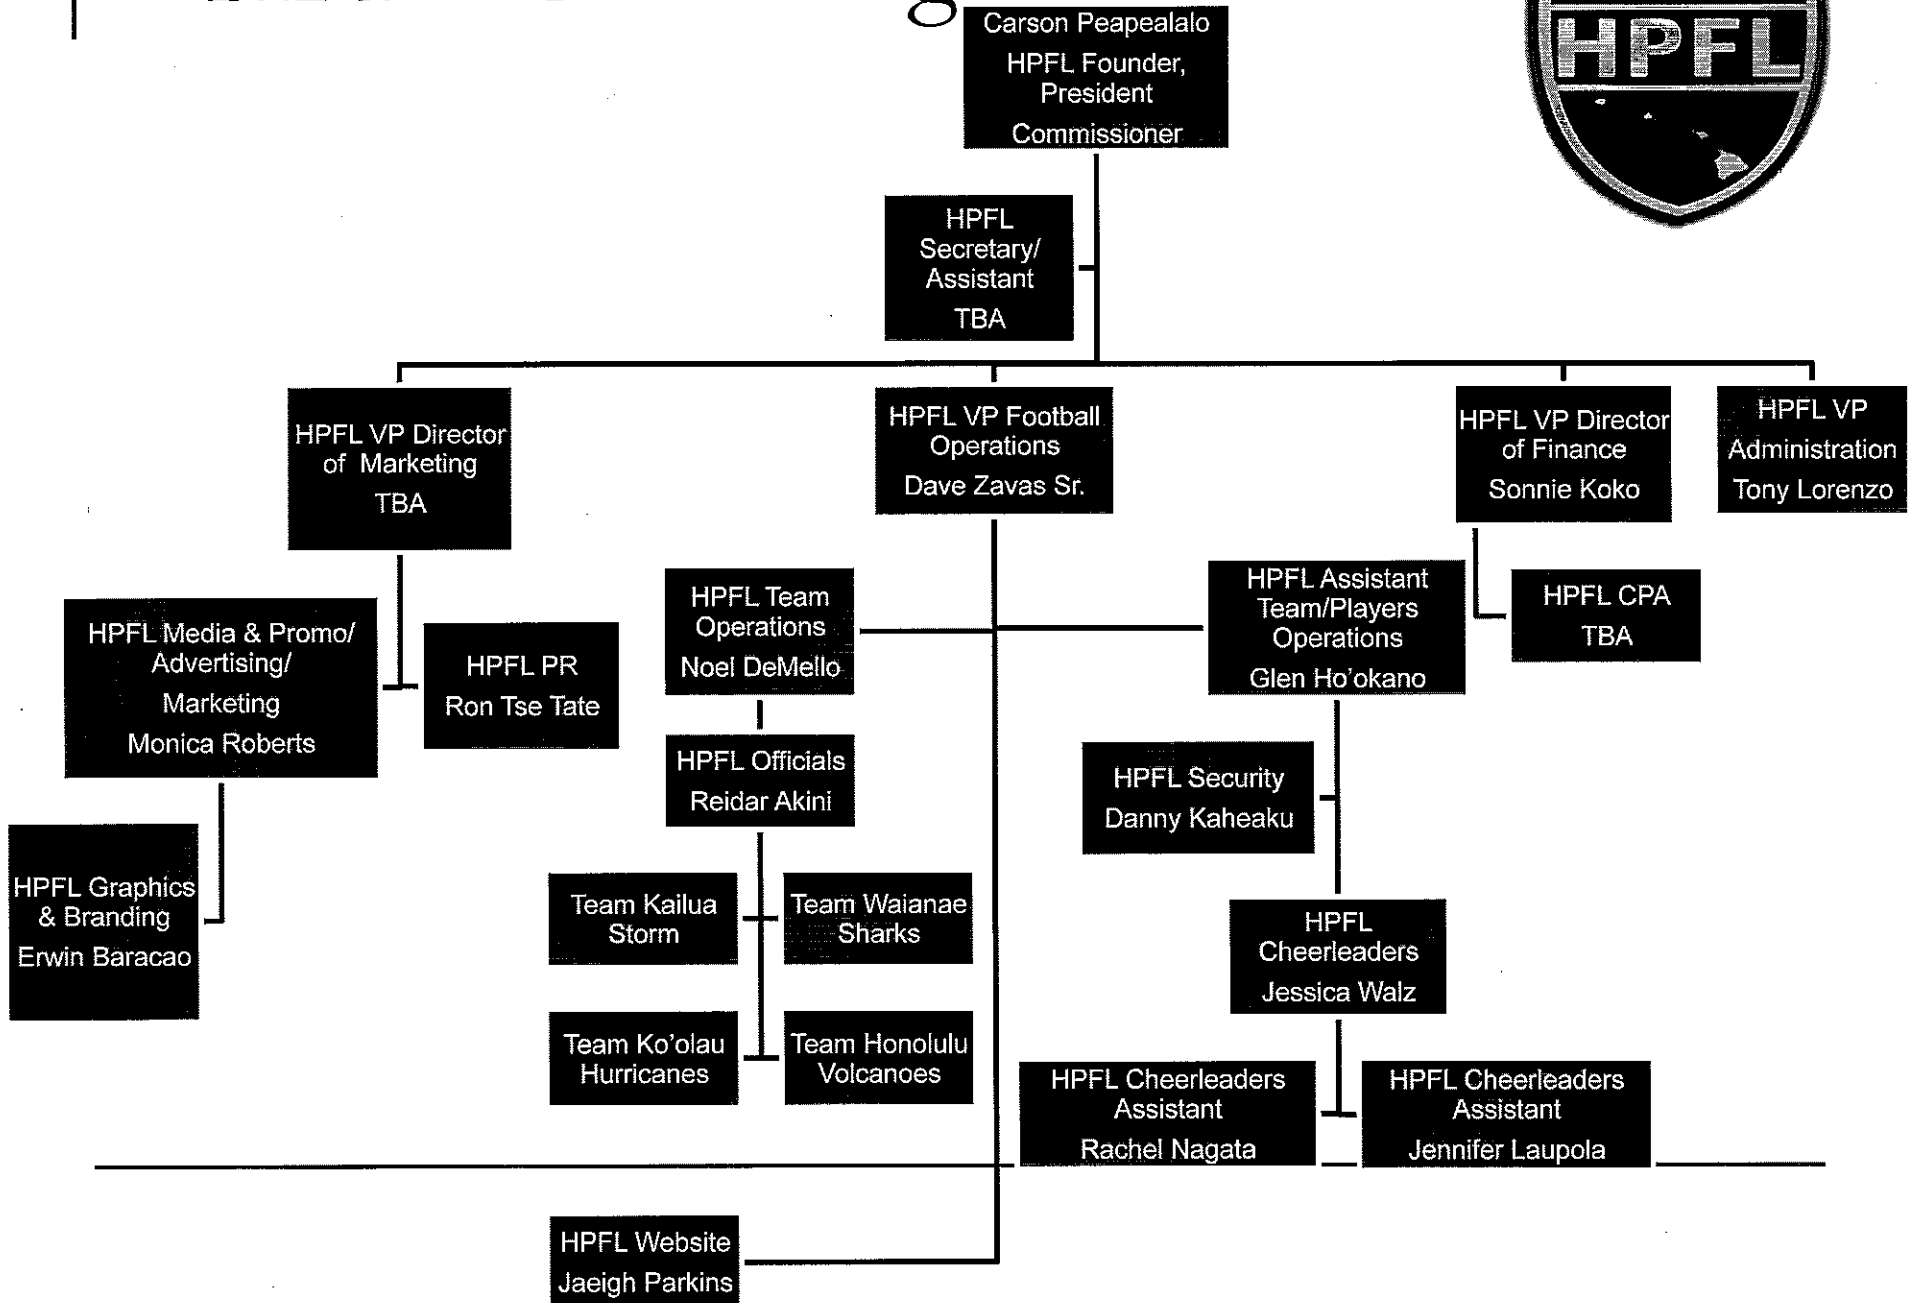 Carson Peapealalo
HPFL Founder,
President
Commissioner
HPFL
HPFL
Secretary/
Assistant
TBA
HPFL VP Director
of Marketing
TBA
HPFL VP Football
Operations
Dave Zavas Sr.
HPFL VP Director
of Finance
Sonnie Koko
HPFL VP
Administration
Tony Lorenzo
HPFL Media & Promo/
Advertising/
Marketing
Monica Roberts
HPFL PR
Ron Tse Tate
HPFL Team
Operations
Noel DeMello
HPFL Assistant
Team/Players
Operations
Glen Ho'okano
HPFL CPA
TBA
HPFL Officials
Reidar Akini
HPFL Security
Danny Kaheaku
HPFL Graphics
& Branding
Erwin Baracao
Team Kailua
Storm
Team Waianae
Sharks
HPFL
Cheerleaders
Jessica Walz
Team Ko'olau
Hurricanes
Team Honolulu
Volcanoes
HPFL Cheerleaders
Assistant
Rachel Nagata
HPFL Cheerleaders
Assistant
Jennifer Laupola
HPFL Website
Jaeigh Parkins